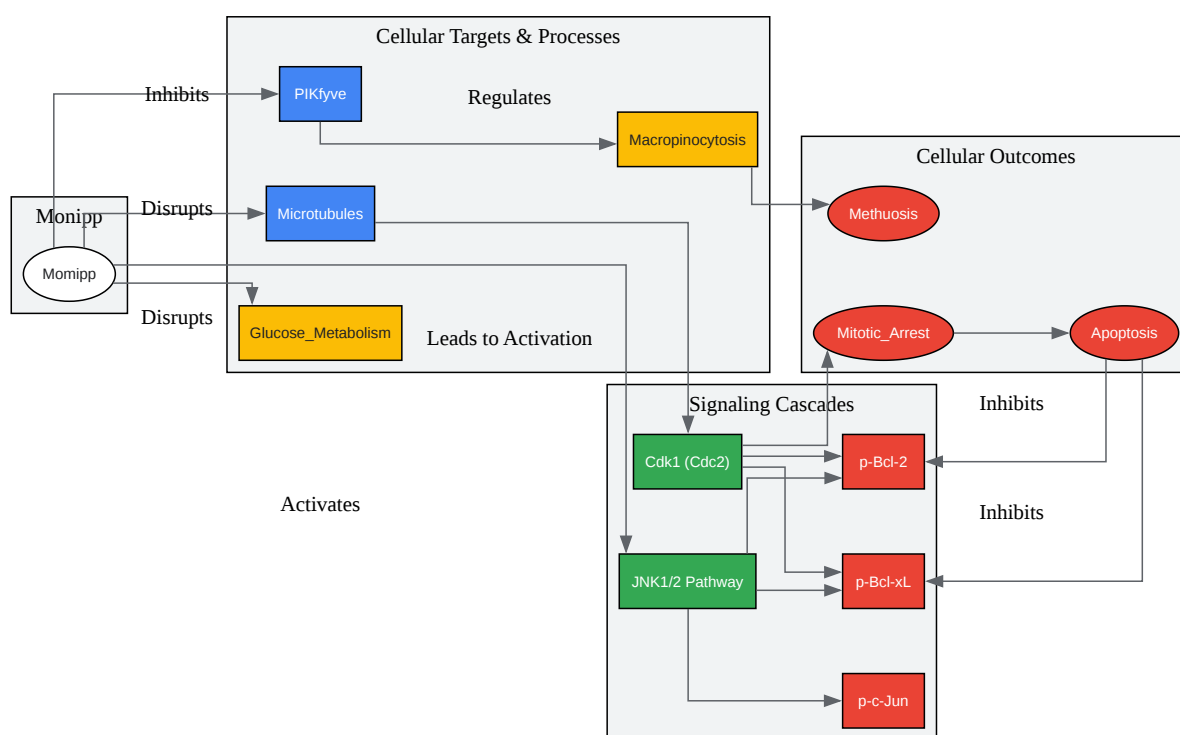 Cellular Targets & Processes
Inhibits
PIKfyve
Regulates
Macropinocytosis
Cellular Outcomes
Monipp
Disrupts
Microtubules
Methuosis
Momipp
Disrupts
Glucose_Metabolism
Leads to Activation
Mitotic_Arrest
Apoptosis
Signaling Cascades
Inhibits
Cdk1 (Cdc2)
p-Bcl-2
Activates
Inhibits
JNK1/2 Pathway
p-Bcl-xL
p-c-Jun